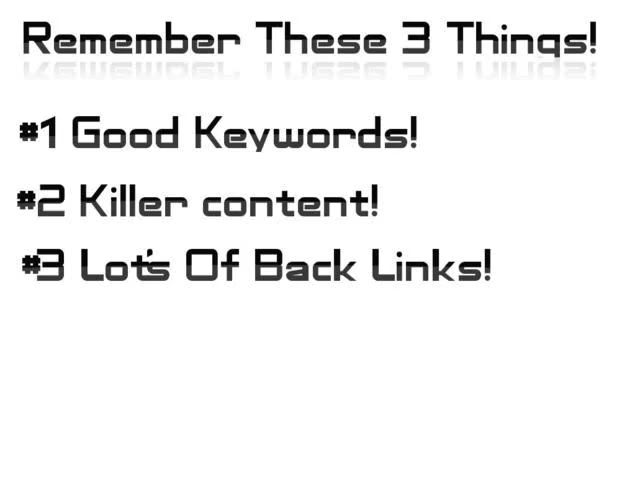 Remember These 3 Things!
#1 Good Keywords!
#2 Killer content!
#3 Lot's Of Back Links!